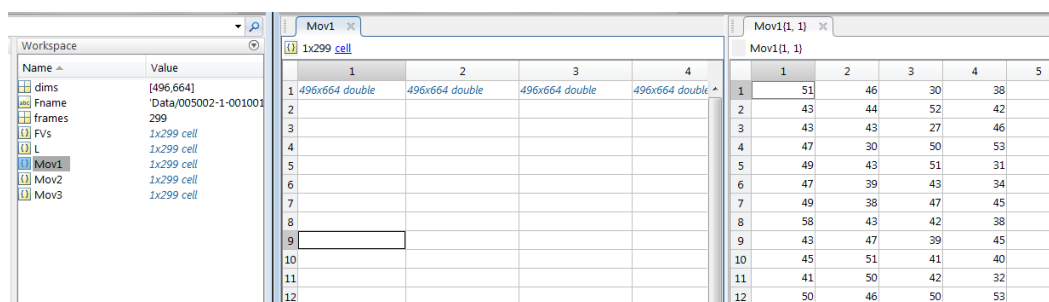 Workspace
Name Value
dims [496,664]
Fname 'Data/005002-1-001001
frames 299
FVs 1x299 cell
L 1x299 cell
Mov1 1x299 cell
Mov2 1x299 cell
Mov3 1x299 cell
Mov1
1x299 cell
1 2 3 4
1 496x664 double 496x664 double 496x664 double 496x664 double
2
3
4
5
6
7
8
9
10
11
12
Mov1{1, 1}
Mov1{1, 1}
1 2 3 4 5
1 51 46 30 38
2 43 44 52 42
3 43 43 27 46
4 47 30 50 53
5 49 43 51 31
6 47 39 43 34
7 49 38 47 45
8 58 43 42 38
9 43 47 39 45
10 45 51 41 40
11 41 50 42 32
12 50 46 50 53